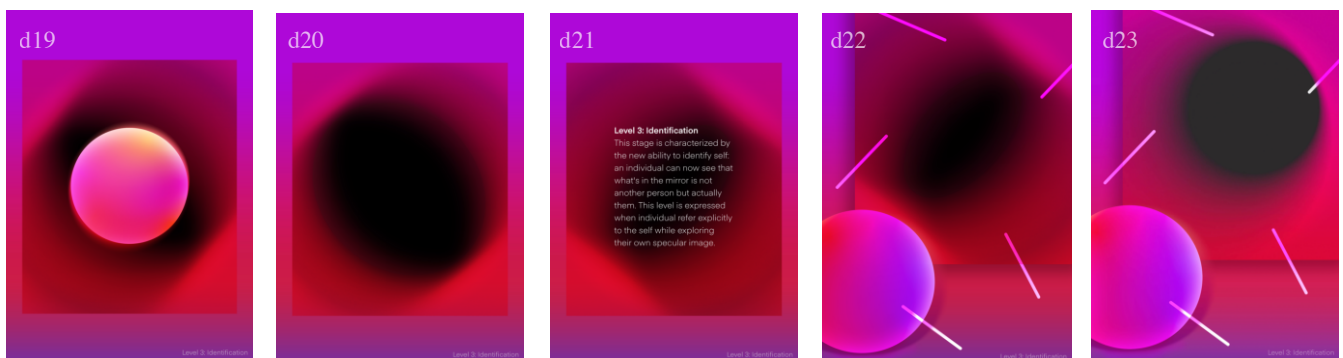 d19
d20
d21
d22
d23
Level 3: Identification
This stage is characterized by
the new ability to identify self:
an individual can now see that
what's in the mirror is not
another person but actually
them. This level is expressed
when individual refer explicitly
to the self while exploring
their own specular image.
Level 3: Identification
Level 3: Identification
Level 3: Identification
Level 3: Identification
Level 3: Identification